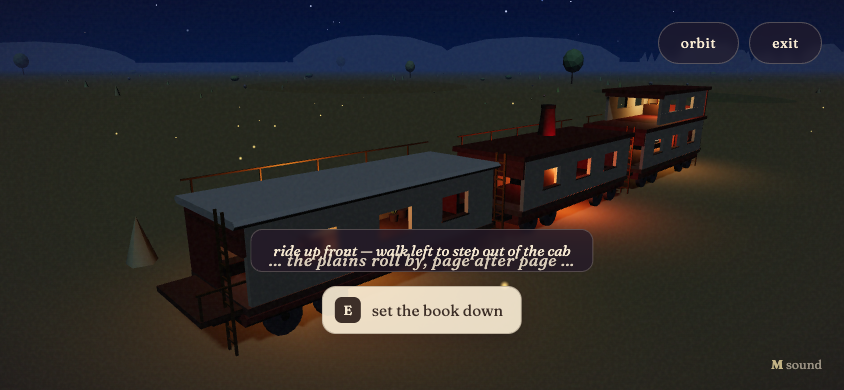 orbit
exit
ride up front — walk left to step out of the cab
... the plains roll by, page after page ...
E set the book down
M sound